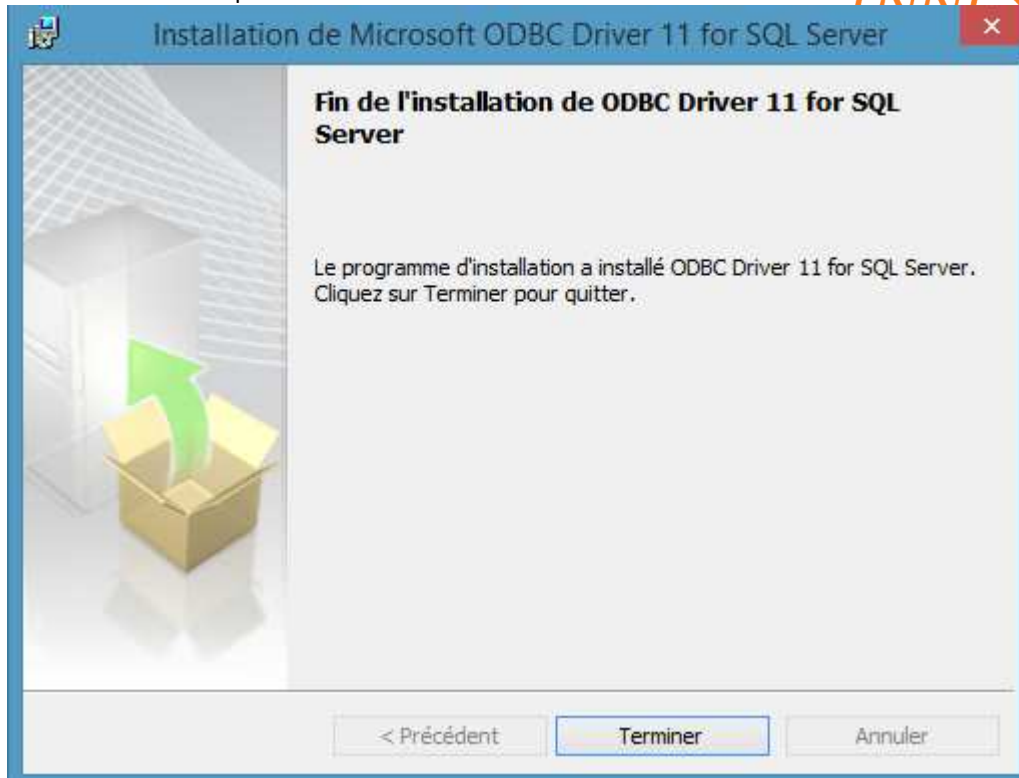 Installation de Microsoft ODBC Driver 11 for SQL Server
Fin de l'installation de ODBC Driver 11 for SQL
Server
Le programme d'installation a installé ODBC Driver 11 for SQL Server.
Cliquez sur Terminer pour quitter.
< Précédent
Terminer
Annuler